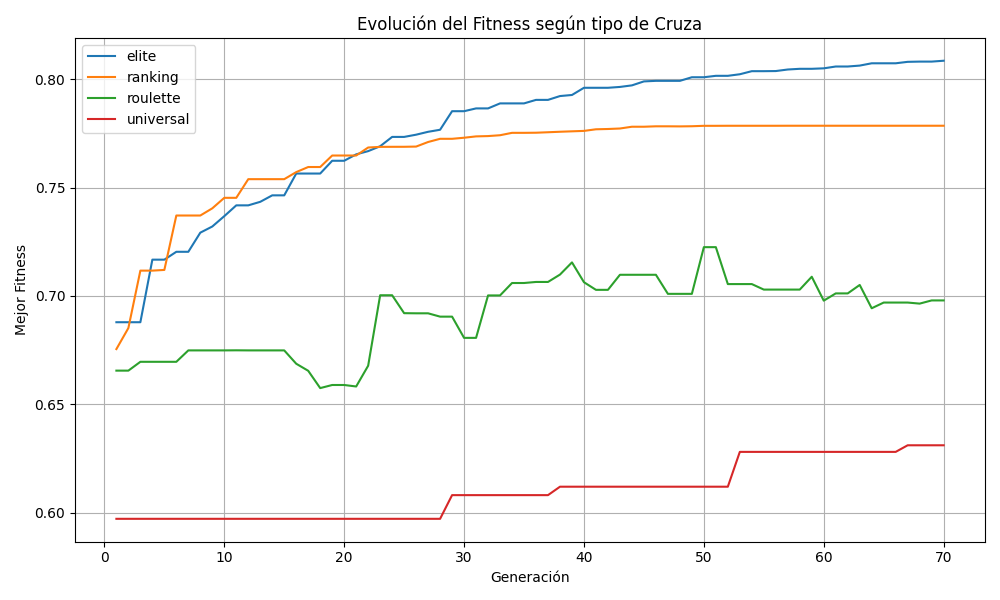 Evolución del Fitness según tipo de Cruza
elite
ranking
roulette
universal
Mejor Fitness
0.80
0.75
0.70
0.65
0.60
0 10 20 30 40 50 60 70
Generación